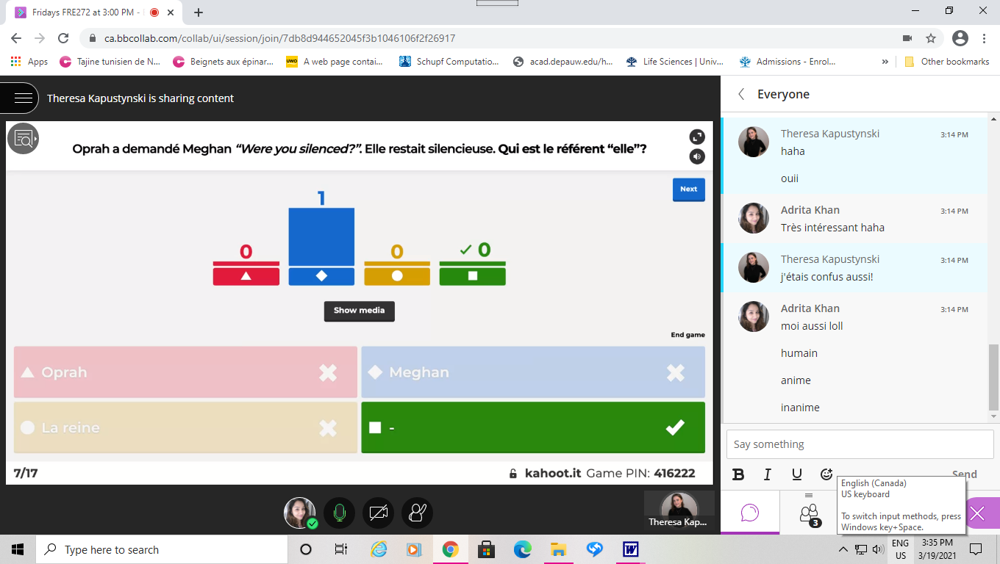 Fridays FRE272 at 3:00 PM -
ca.bbcollab.com/collab/ui/session/join/7db8d944652045f3b1046106f2f26917
Apps Tajine tunisien de N... Beignets aux épinar... UWO A web page contai... Schupf Computatio... acad.depauw.edu/h... Life Sciences | Univ... Admissions - Enrol... » Other bookmarks
Theresa Kapustynski is sharing content
Oprah a demandé Meghan “Were you silenced?”. Elle restait silencieuse. Qui est le référent “elle”?
Next
1
0
0
0
Show media
End game
Oprah
Meghan
La reine
-
7/17
kahoot.it Game PIN: 416222
Theresa Kap...
Everyone
Theresa Kapustynski 3:14 PM
haha
ouii
Adrita Khan 3:14 PM
Très intéressant haha
Theresa Kapustynski 3:14 PM
j'étais confus aussi!
Adrita Khan 3:14 PM
moi aussi loll
humain
anime
inanime
Say something
B I U Send
English (Canada)
US keyboard
To switch input methods, press
Windows key+Space.
3
Type here to search
W
ENG
US
3:35 PM
3/19/2021